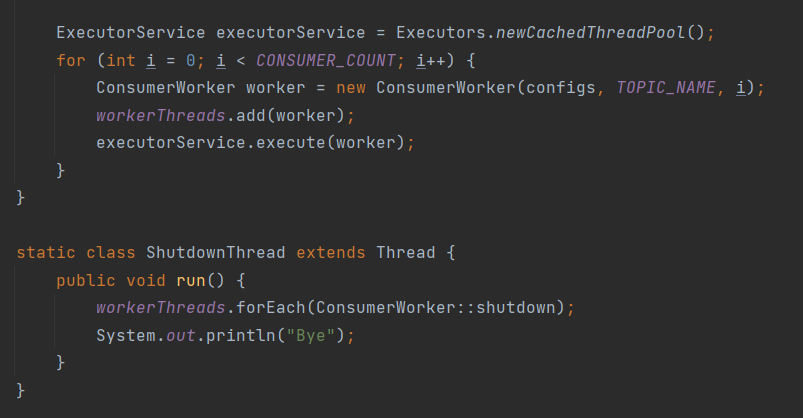 ExecutorService executorService = Executors.newCachedThreadPool();
for (int i = 0; i < CONSUMER_COUNT; i++) {
ConsumerWorker worker = new ConsumerWorker(configs, TOPIC_NAME, i);
workerThreads.add(worker);
executorService.execute(worker);
}
}
static class ShutdownThread extends Thread {
public void run() {
workerThreads.forEach(ConsumerWorker::shutdown);
System.out.println("Bye");
}
}